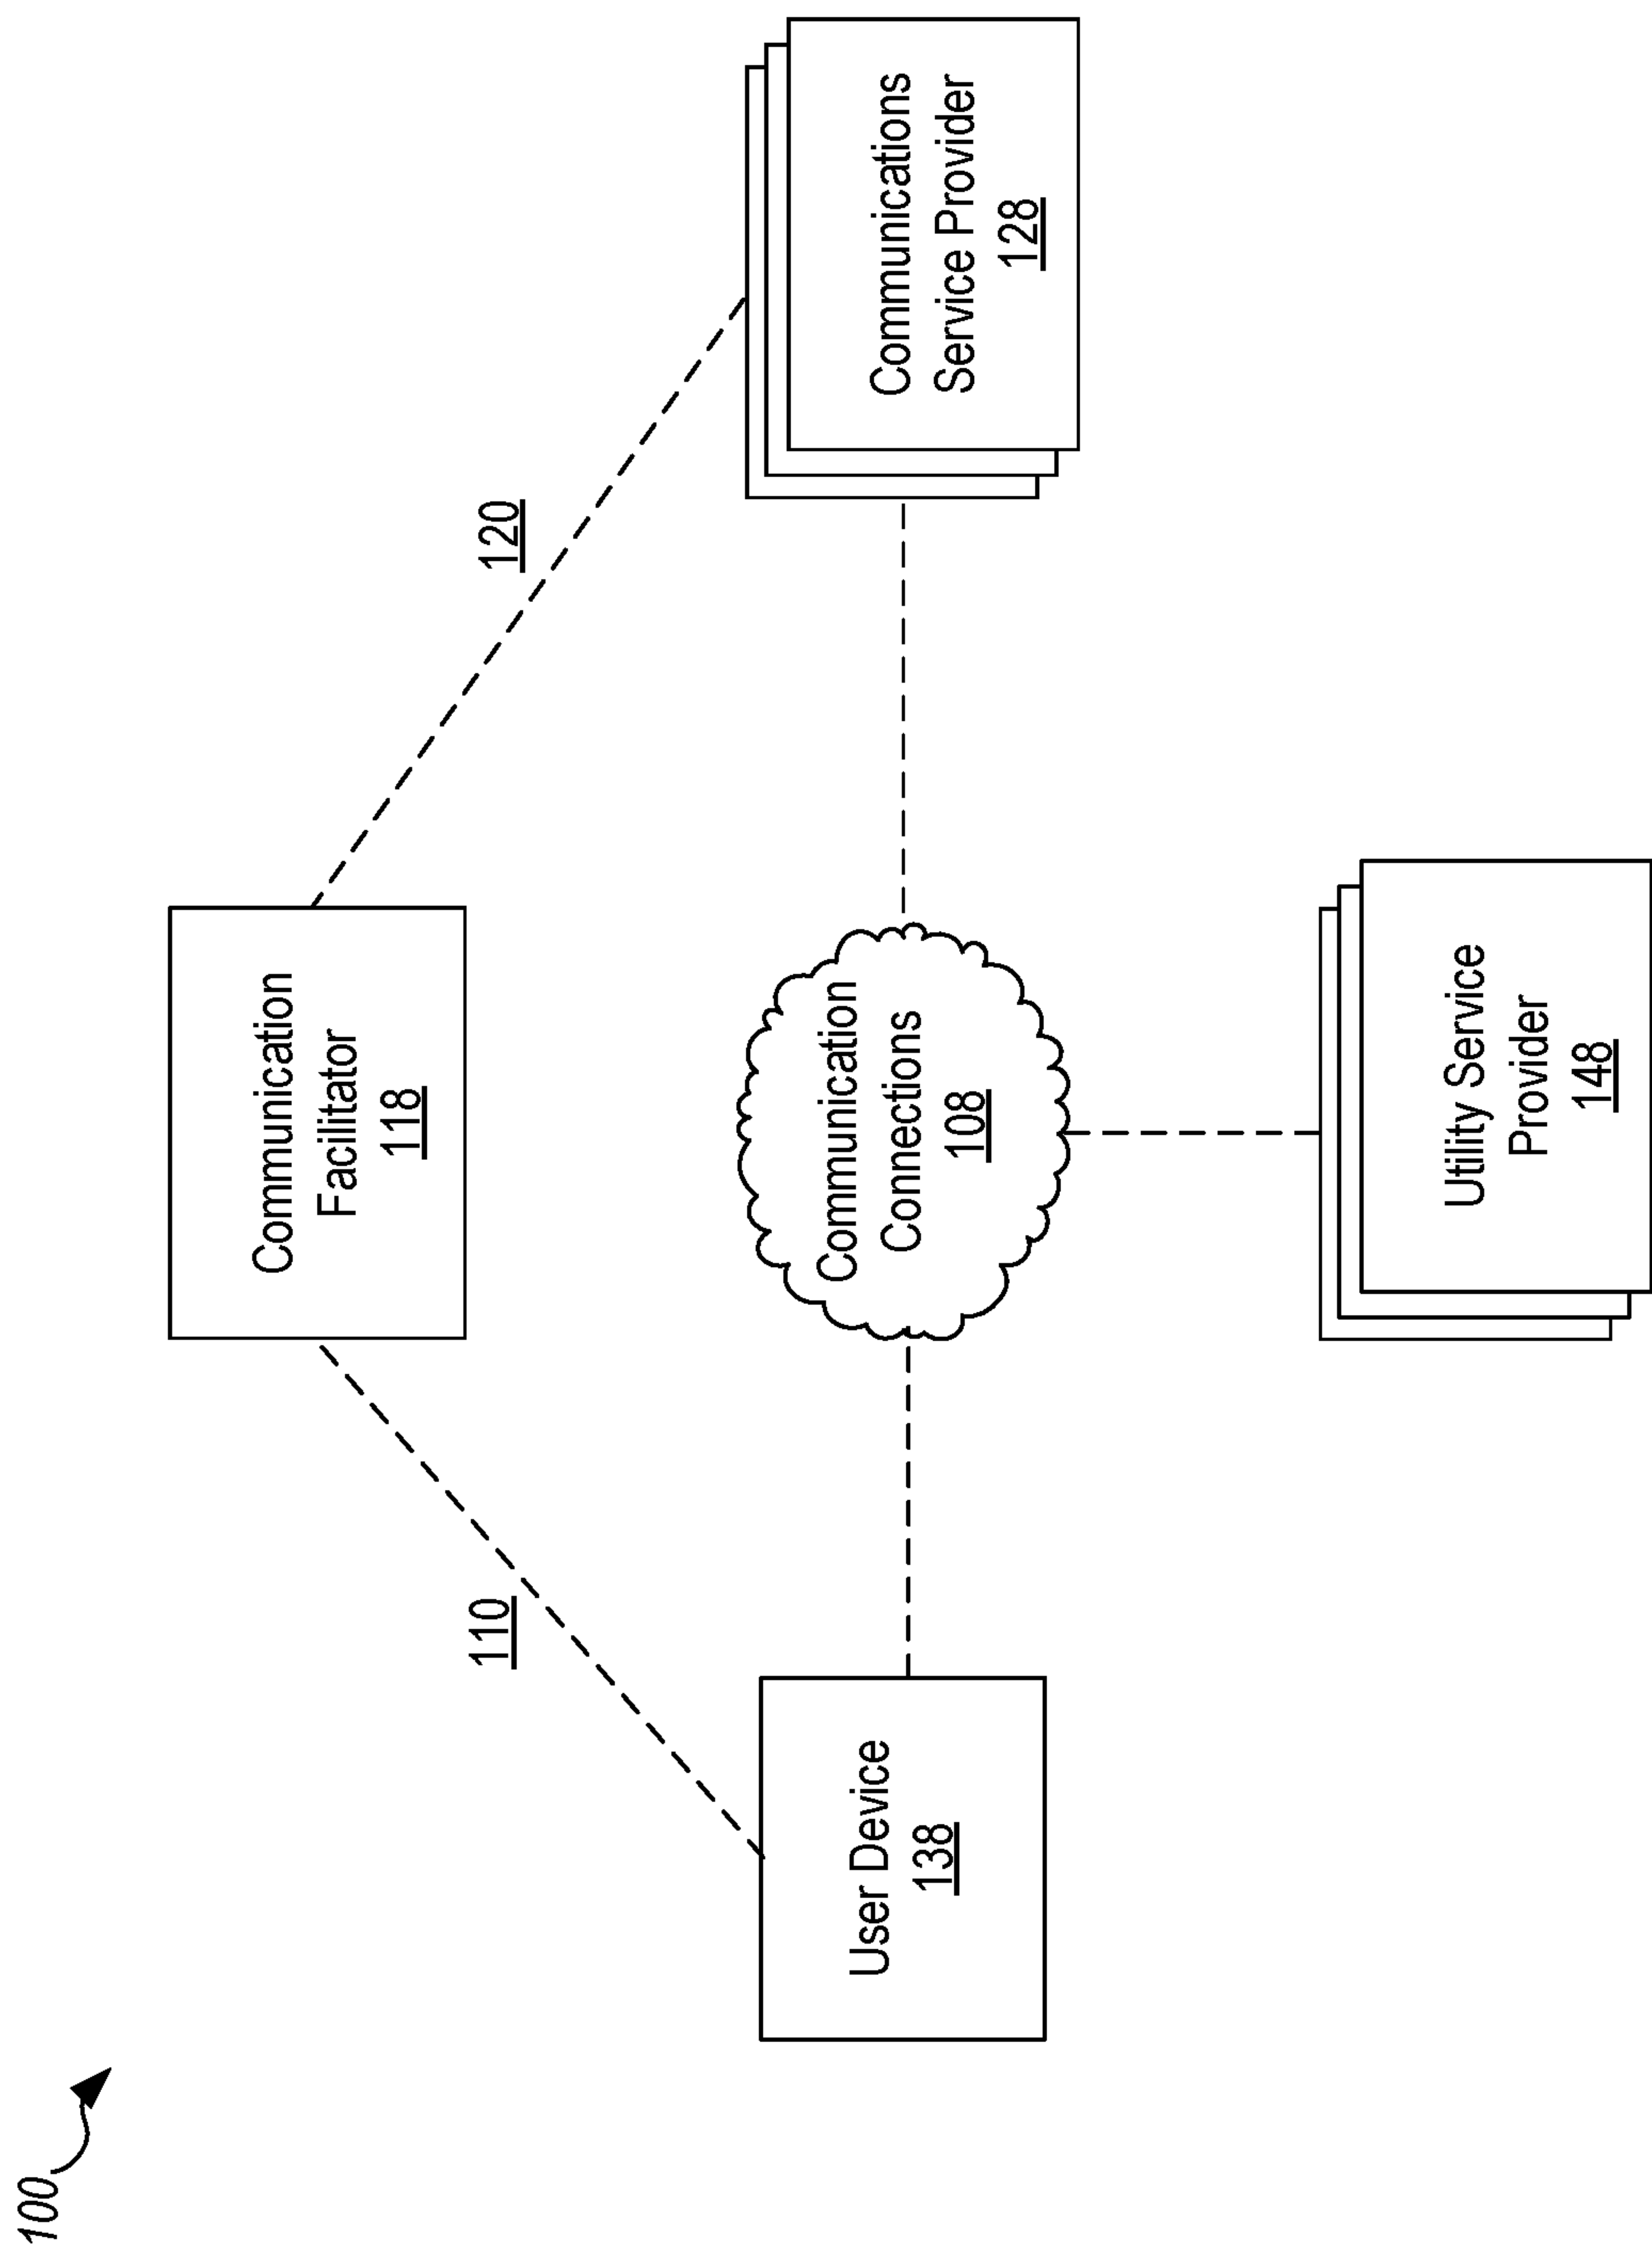 100
Communication
Facilitator
118
110
120
User Device
138
Communication
Connections
108
Communications
Service Provider
128
Utility Service
Provider
148